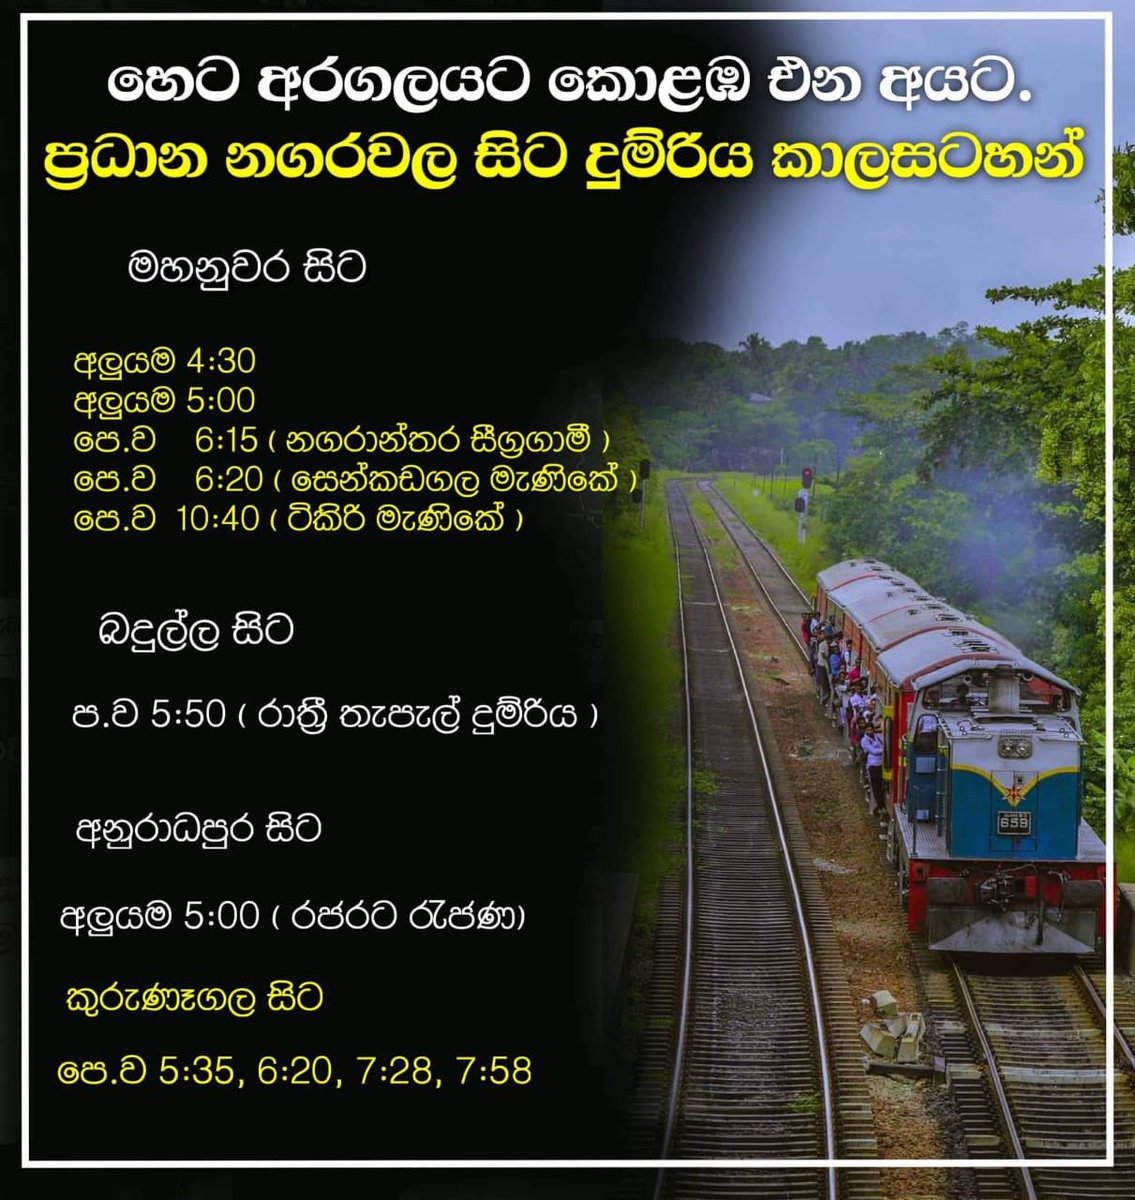 හෙට අරගලයට කොළඹ එන අයට.
ප්‍රධාන නගරවල සිට දුම්රිය කාලසටහන්
මහනුවර සිට
අලුයම 4:30
අලුයම 5:00
පෙ.ව 6:15 ( නගරාන්තර සීග්‍රගාමී )
පෙ.ව 6:20 ( සෙන්කඩගල මැණිකේ )
පෙ.ව 10:40 ( ටිකිරි මැණිකේ )
බදුල්ල සිට
ප.ව 5:50 ( රාත්‍රී තැපැල් දුම්රිය )
අනුරාධපුර සිට
අලුයම 5:00 ( රජරට රැජණ)
කුරුණෑගල සිට
පෙ.ව 5:35, 6:20, 7:28, 7:58
659